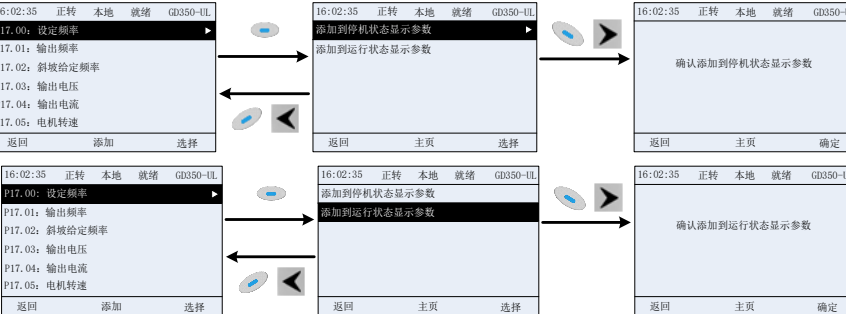 6:02:35 正转 本地 就绪 GD350-UL
17.00: 设定频率
17.01: 输出频率
17.02: 斜坡给定频率
17.03: 输出电压
17.04: 输出电流
17.05: 电机转速
返回 添加 选择
16:02:35 正转 本地 就绪 GD350-UL
添加到停机状态显示参数
添加到运行状态显示参数
返回 主页 选择
16:02:35 正转 本地 就绪 GD350-U
确认添加到停机状态显示参数
返回 主页 确定
16:02:35 正转 本地 就绪 GD350-UL
P17.00: 设定频率
P17.01: 输出频率
P17.02: 斜坡给定频率
P17.03: 输出电压
P17.04: 输出电流
P17.05: 电机转速
返回 添加 选择
16:02:35 正转 本地 就绪 GD350-UL
添加到停机状态显示参数
添加到运行状态显示参数
返回 主页 选择
16:02:35 正转 本地 就绪 GD350-U
确认添加到运行状态显示参数
返回 主页 确定